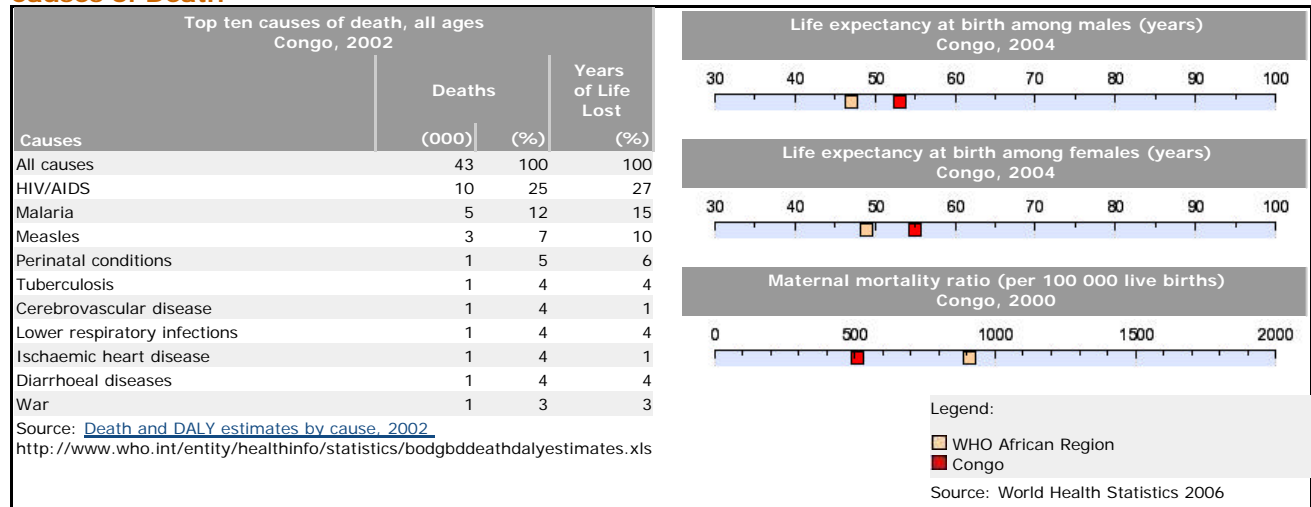 Causes of Death
Top ten causes of death, all ages
Congo, 2002
Causes Deaths Years of Life Lost
(000) (%) (%)
All causes 43 100 100
HIV/AIDS 10 25 27
Malaria 5 12 15
Measles 3 7 10
Perinatal conditions 1 5 6
Tuberculosis 1 4 4
Cerebrovascular disease 1 4 1
Lower respiratory infections 1 4 4
Ischaemic heart disease 1 4 1
Diarrhoeal diseases 1 4 4
War 1 3 3
Source: Death and DALY estimates by cause, 2002
http://www.who.int/entity/healthinfo/statistics/bodgbddeathdalyestimates.xls
Life expectancy at birth among males (years)
Congo, 2004
30 40 50 60 70 80 90 100
Life expectancy at birth among females (years)
Congo, 2004
30 40 50 60 70 80 90 100
Maternal mortality ratio (per 100 000 live births)
Congo, 2000
0 500 1000 1500 2000
Legend:
WHO African Region
Congo
Source: World Health Statistics 2006